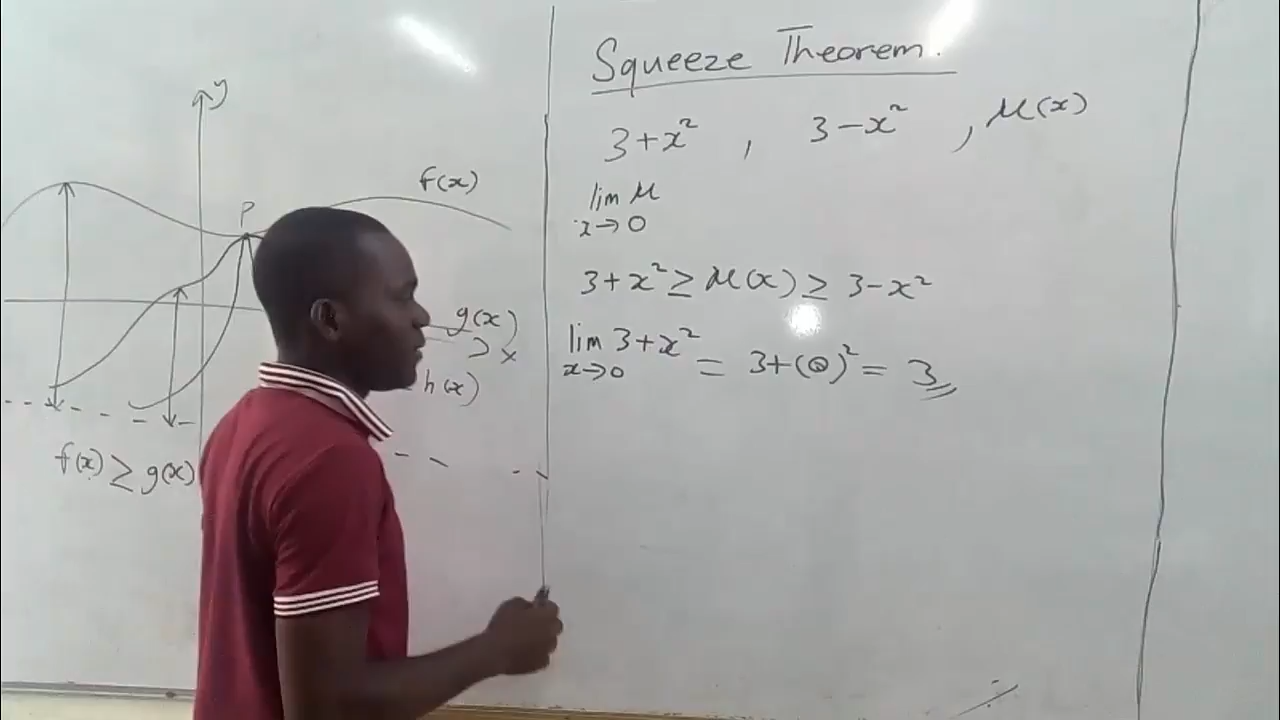 y
f(x)
P
g(x)
x
h(x)
f(x) ≥ g(x)
Squeeze Theorem.
3+x² , 3−x² , μ(x)
lim μ
x→0
3+x² ≥ μ(x) ≥ 3−x²
lim 3+x² = 3+(0)² = 3
x→0